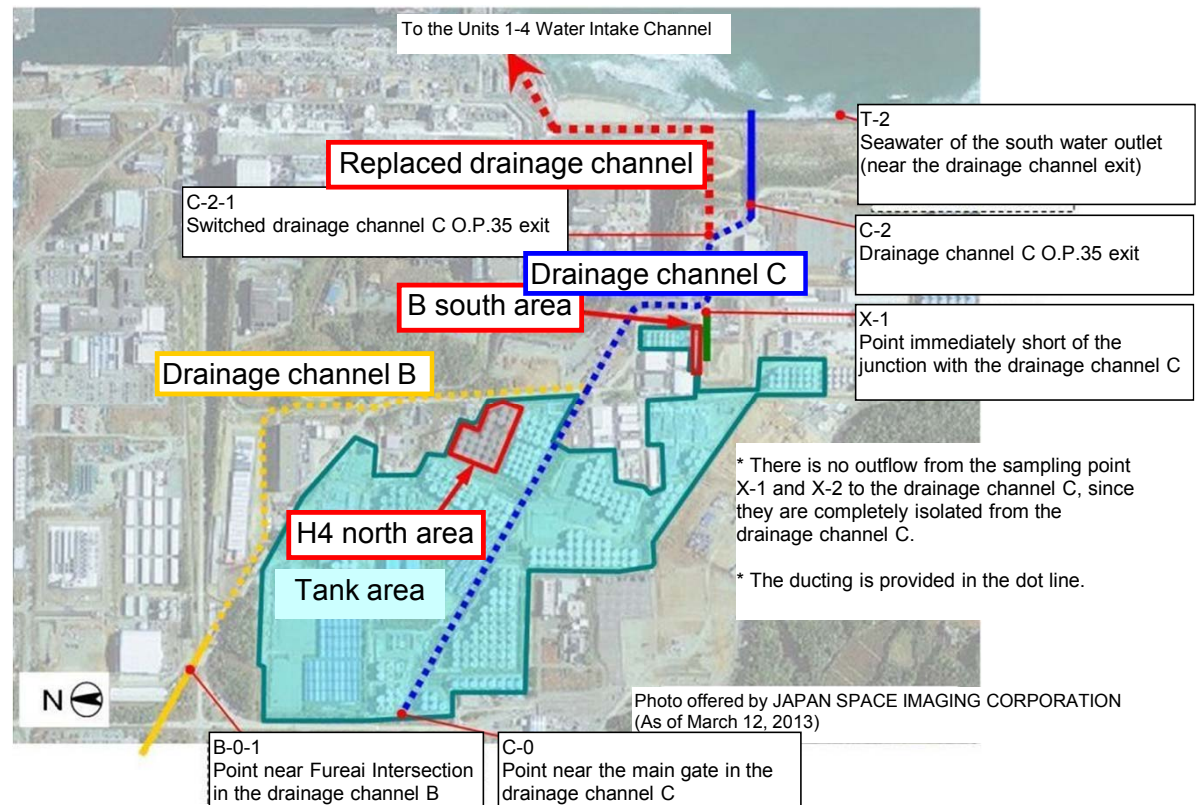 To the Units 1-4 Water Intake Channel
T-2
Seawater of the south water outlet
(near the drainage channel exit)
Replaced drainage channel
C-2-1
Switched drainage channel C O.P.35 exit
C-2
Drainage channel C O.P.35 exit
Drainage channel C
B south area
X-1
Point immediately short of the
junction with the drainage channel C
Drainage channel B
* There is no outflow from the sampling point
X-1 and X-2 to the drainage channel C, since
they are completely isolated from the
drainage channel C.
* The ducting is provided in the dot line.
H4 north area
Tank area
N
Photo offered by JAPAN SPACE IMAGING CORPORATION
(As of March 12, 2013)
B-0-1
Point near Fureai Intersection
in the drainage channel B
C-0
Point near the main gate in the
drainage channel C